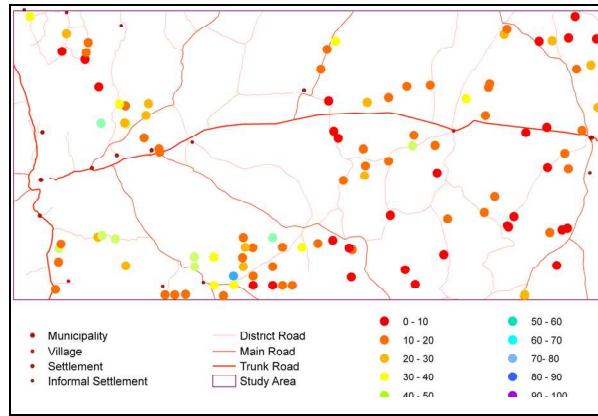 Municipality
Village
Settlement
Informal Settlement
District Road
Main Road
Trunk Road
Study Area
0 - 10
10 - 20
20 - 30
30 - 40
40 - 50
50 - 60
60 - 70
70- 80
80 - 90
90 - 100